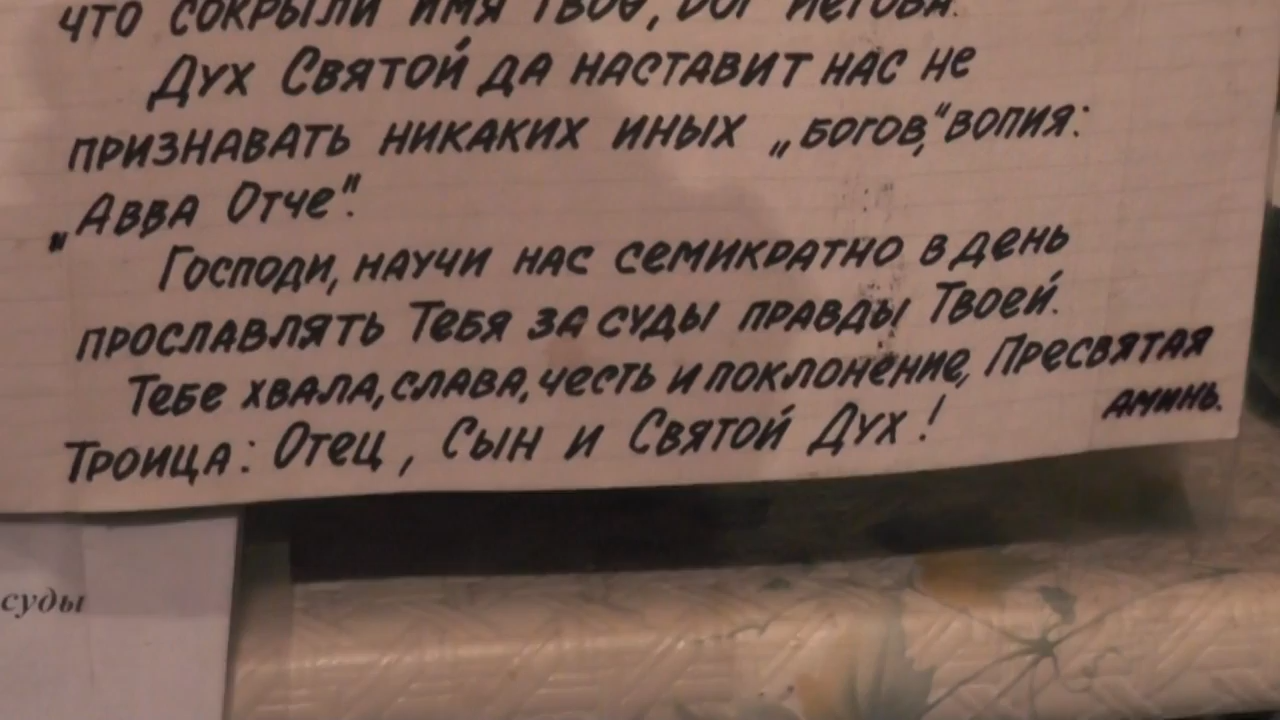 что сокрыли имя Твоё, Бог Иегова.
Дух Святой да наставит нас не
признавать никаких иных „богов,“ вопия:
„Авва Отче“.
Господи, научи нас семикратно в день
прославлять Тебя за суды правды Твоей.
Тебе хвала, слава, честь и поклонение, Пресвятая
Троица: Отец, Сын и Святой Дух!
аминь.
суды